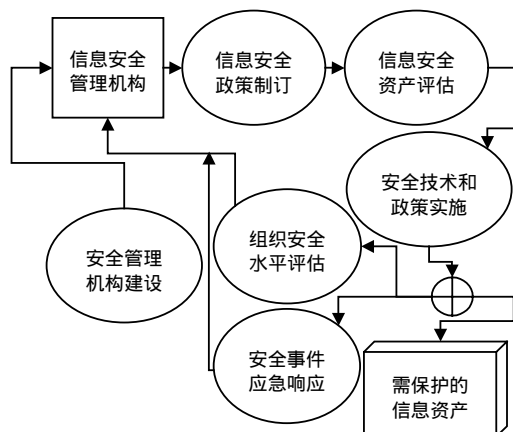 信息安全
管理机构
信息安全
政策制订
信息安全
资产评估
安全技术和
政策实施
组织安全
水平评估
安全管理
机构建设
安全事件
应急响应
需保护的
信息资产